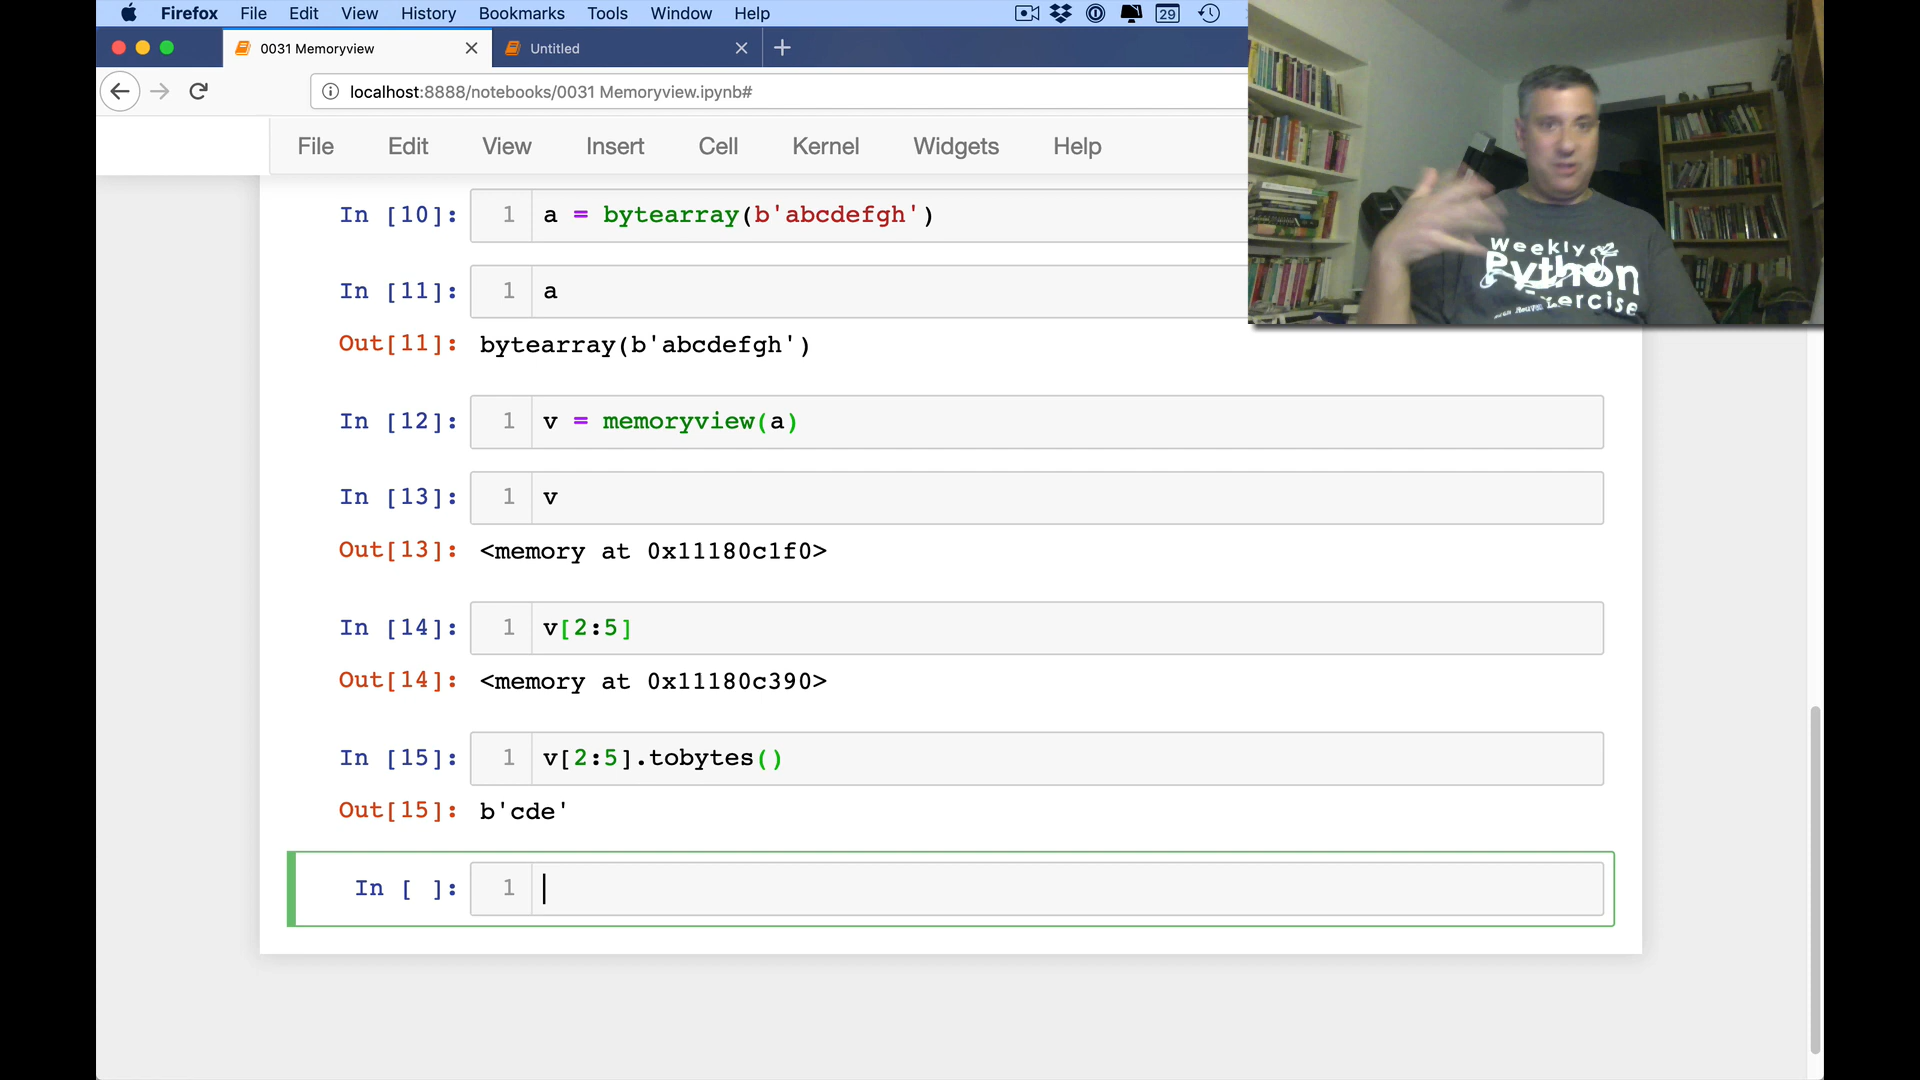 Firefox File Edit View History Bookmarks Tools Window Help 29
0031 Memoryview Untitled
localhost:8888/notebooks/0031 Memoryview.ipynb#
File Edit View Insert Cell Kernel Widgets Help
In [10]: 1 a = bytearray(b'abcdefgh')
In [11]: 1 a
Out[11]: bytearray(b'abcdefgh')
In [12]: 1 v = memoryview(a)
In [13]: 1 v
Out[13]: <memory at 0x11180c1f0>
In [14]: 1 v[2:5]
Out[14]: <memory at 0x11180c390>
In [15]: 1 v[2:5].tobytes()
Out[15]: b'cde'
In [ ]: 1
Weekly
Python
Exercise